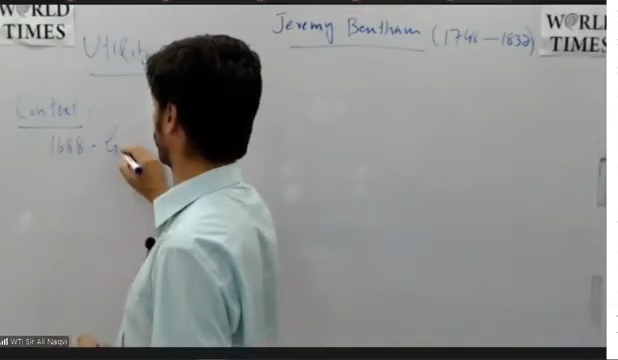 WORLD TIMES
WORLD TIMES
Jeremy Bentham (1748 – 1832)
Context :
1688 -
WTI Sir Ali Naqvi